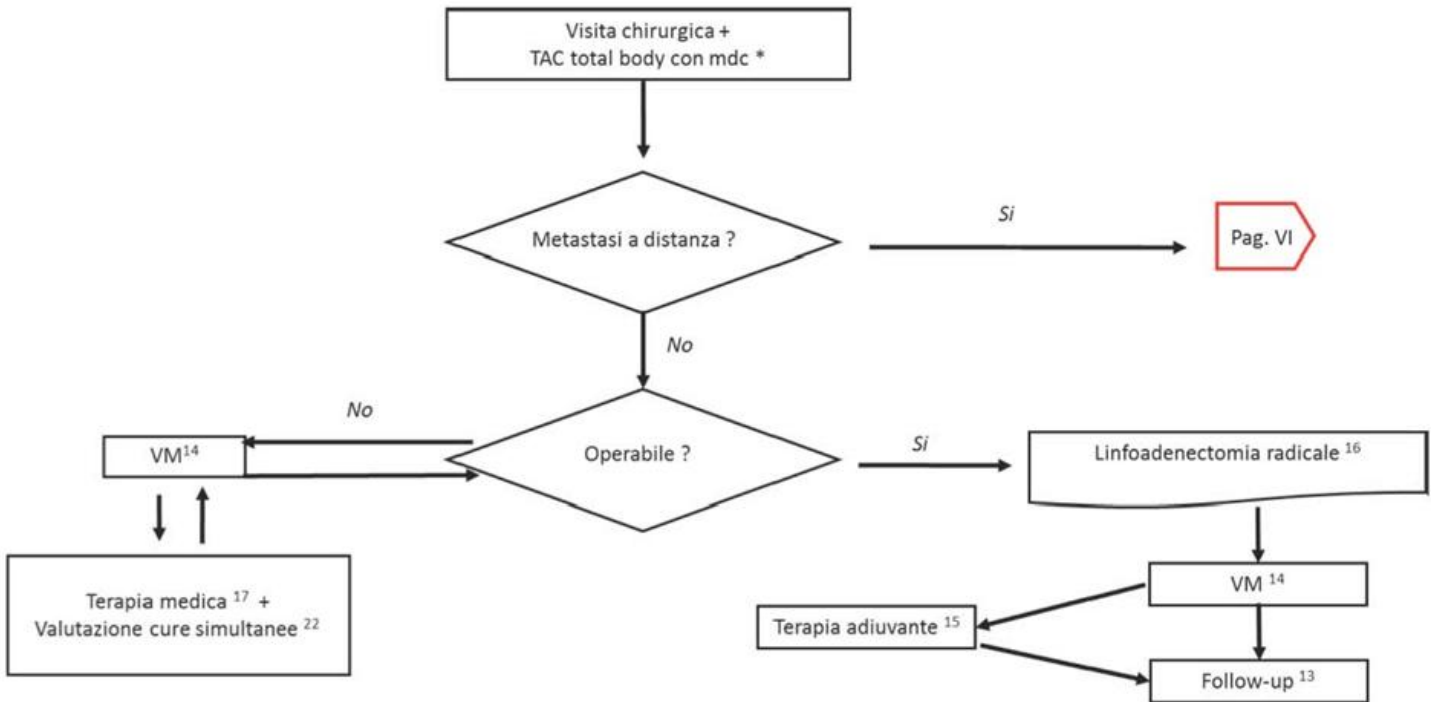 Visita chirurgica +
TAC total body con mdc *
Metastasi a distanza ?
Si
Pag. VI
No
No
VM14
Operabile ?
Si
Linfoadenectomia radicale 16
Terapia medica 17 +
Valutazione cure simultanee 22
VM 14
Terapia adiuvante 15
Follow-up 13